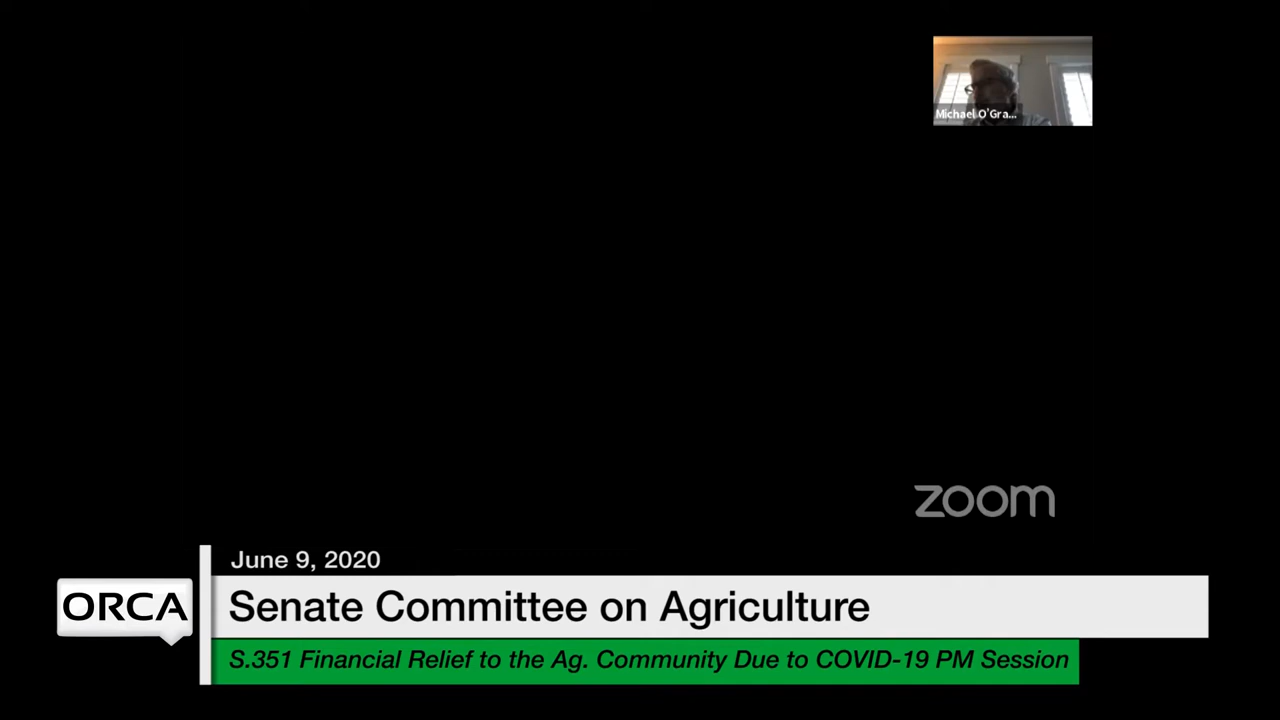 Michael O'Gra...
zoom
June 9, 2020
ORCA
Senate Committee on Agriculture
S.351 Financial Relief to the Ag. Community Due to COVID-19 PM Session